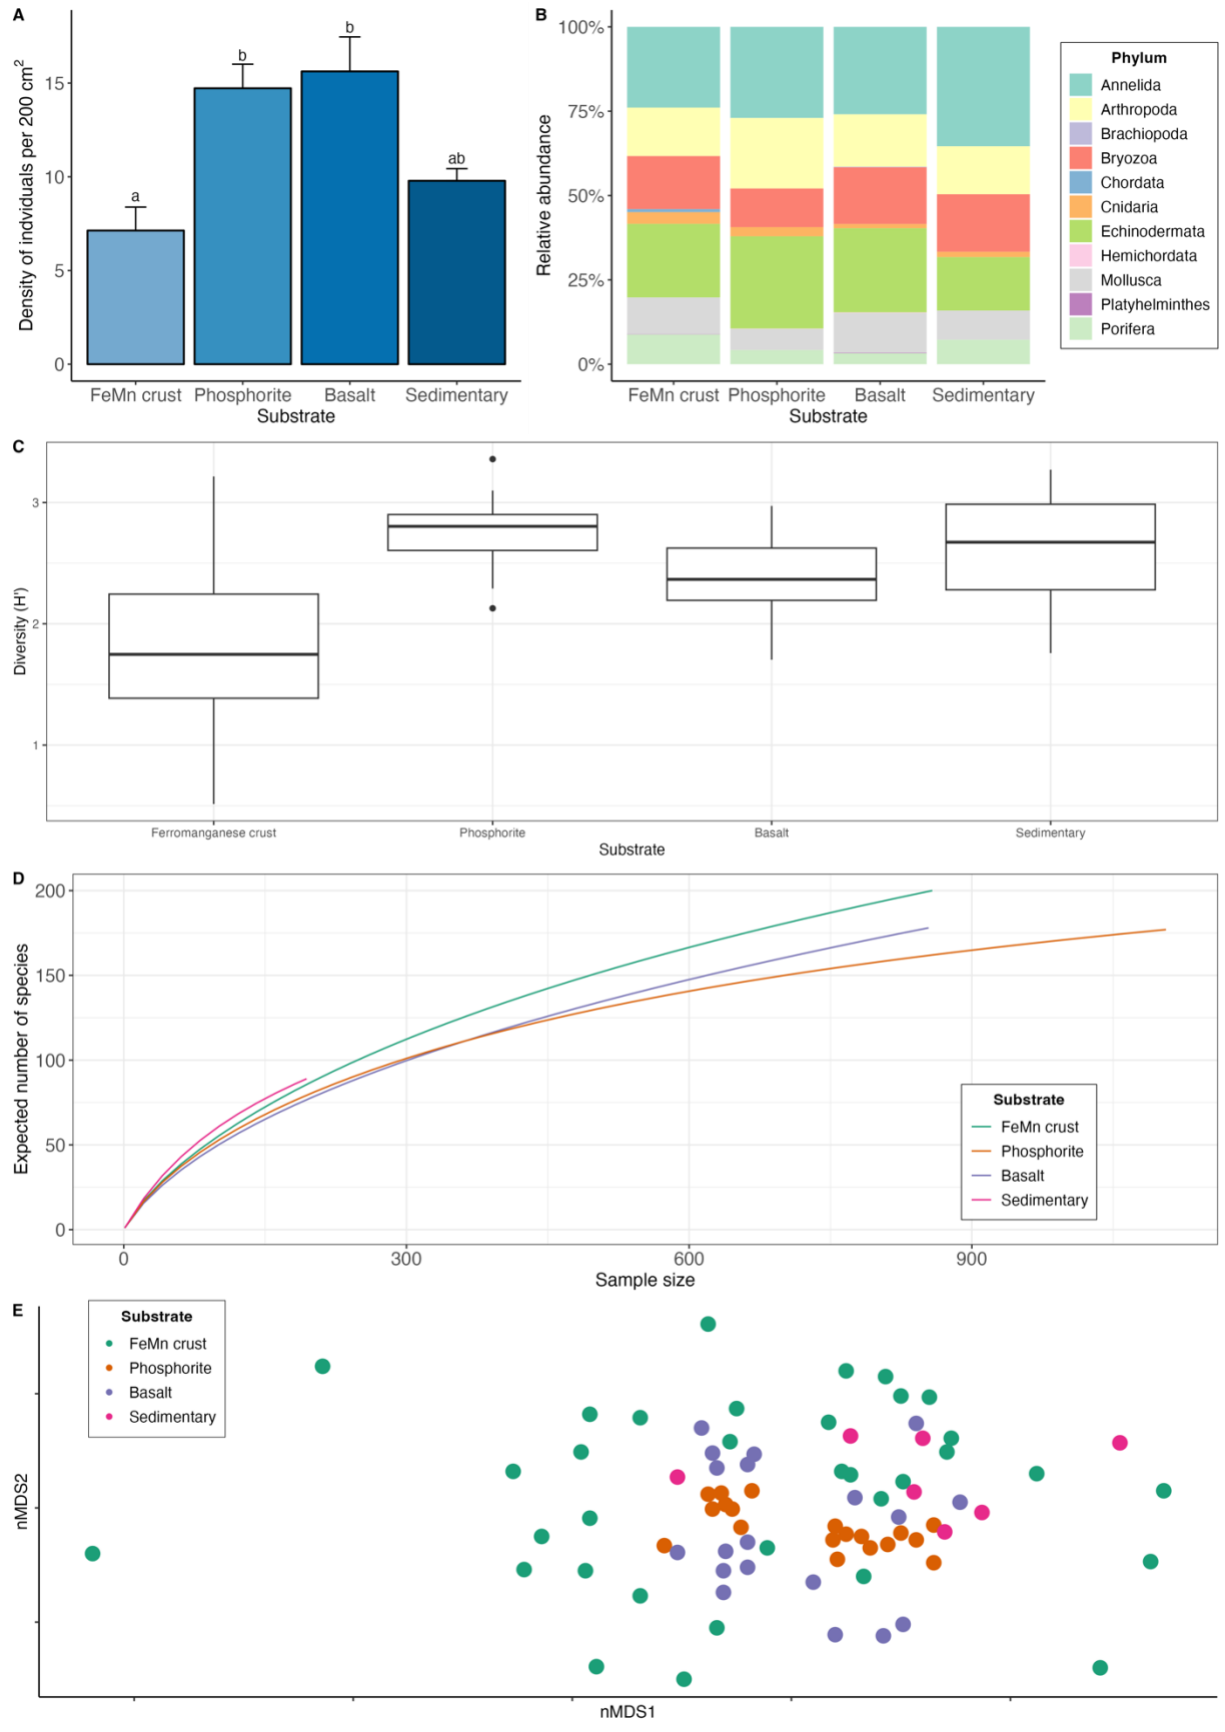 A
Density of indviduals per 200 cm2
15
10
5
0
a
b
b
ab
FeMn crust Phosphorite Basalt Sedimentary
Substrate
B
Relative abundance
100%
75%
50%
25%
0%
FeMn crust Phosphorite Basalt Sedimentary
Substrate
Phylum
Annelida
Arthropoda
Brachiopoda
Bryozoa
Chordata
Cnidaria
Echinodermata
Hemichordata
Mollusca
Platyhelminthes
Porifera
C
Diversity (H')
3
2
1
Ferromanganese crust Phosphorite Basalt Sedimentary
Substrate
D
Expected number of species
200
150
100
50
0
Substrate
FeMn crust
Phosphorite
Basalt
Sedimentary
0 300 600 900
Sample size
E
Substrate
FeMn crust
Phosphorite
Basalt
Sedimentary
nMDS2
nMDS1